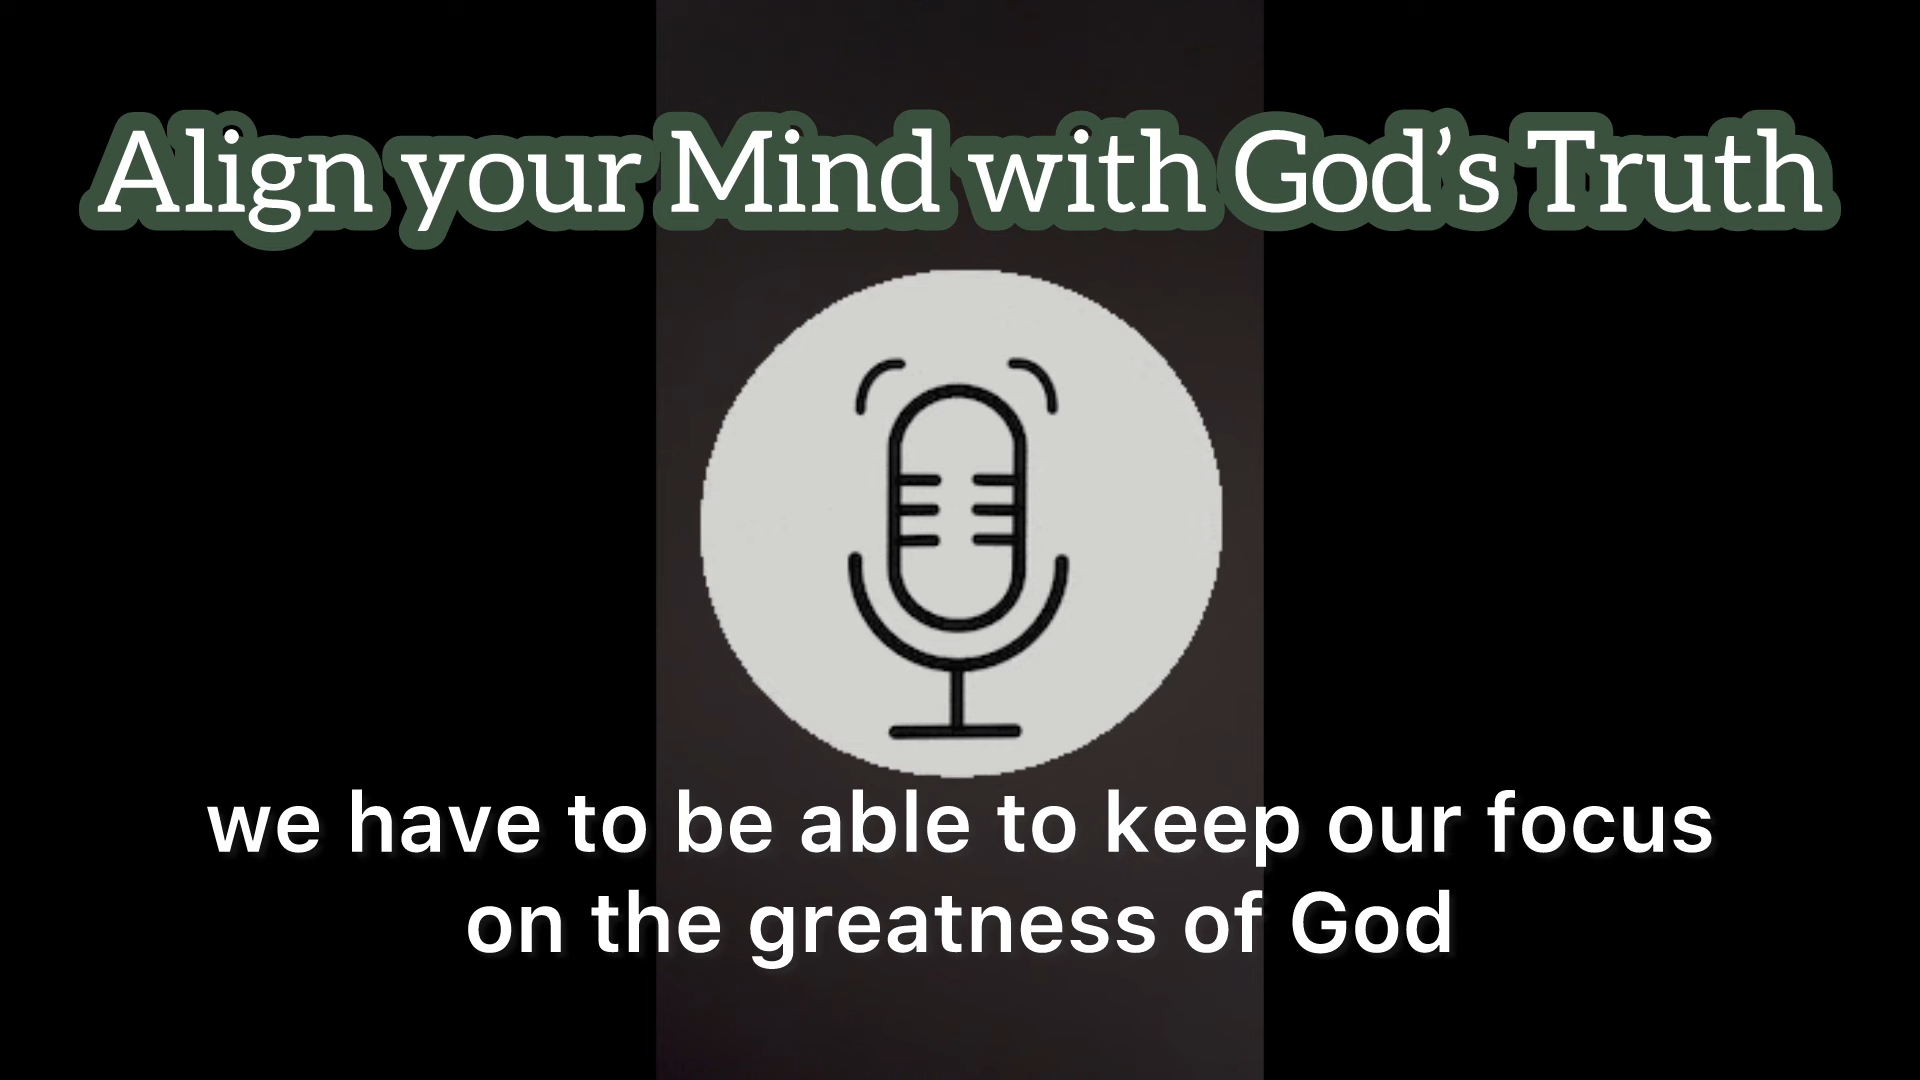 Align your Mind with God’s Truth
we have to be able to keep our focus
on the greatness of God